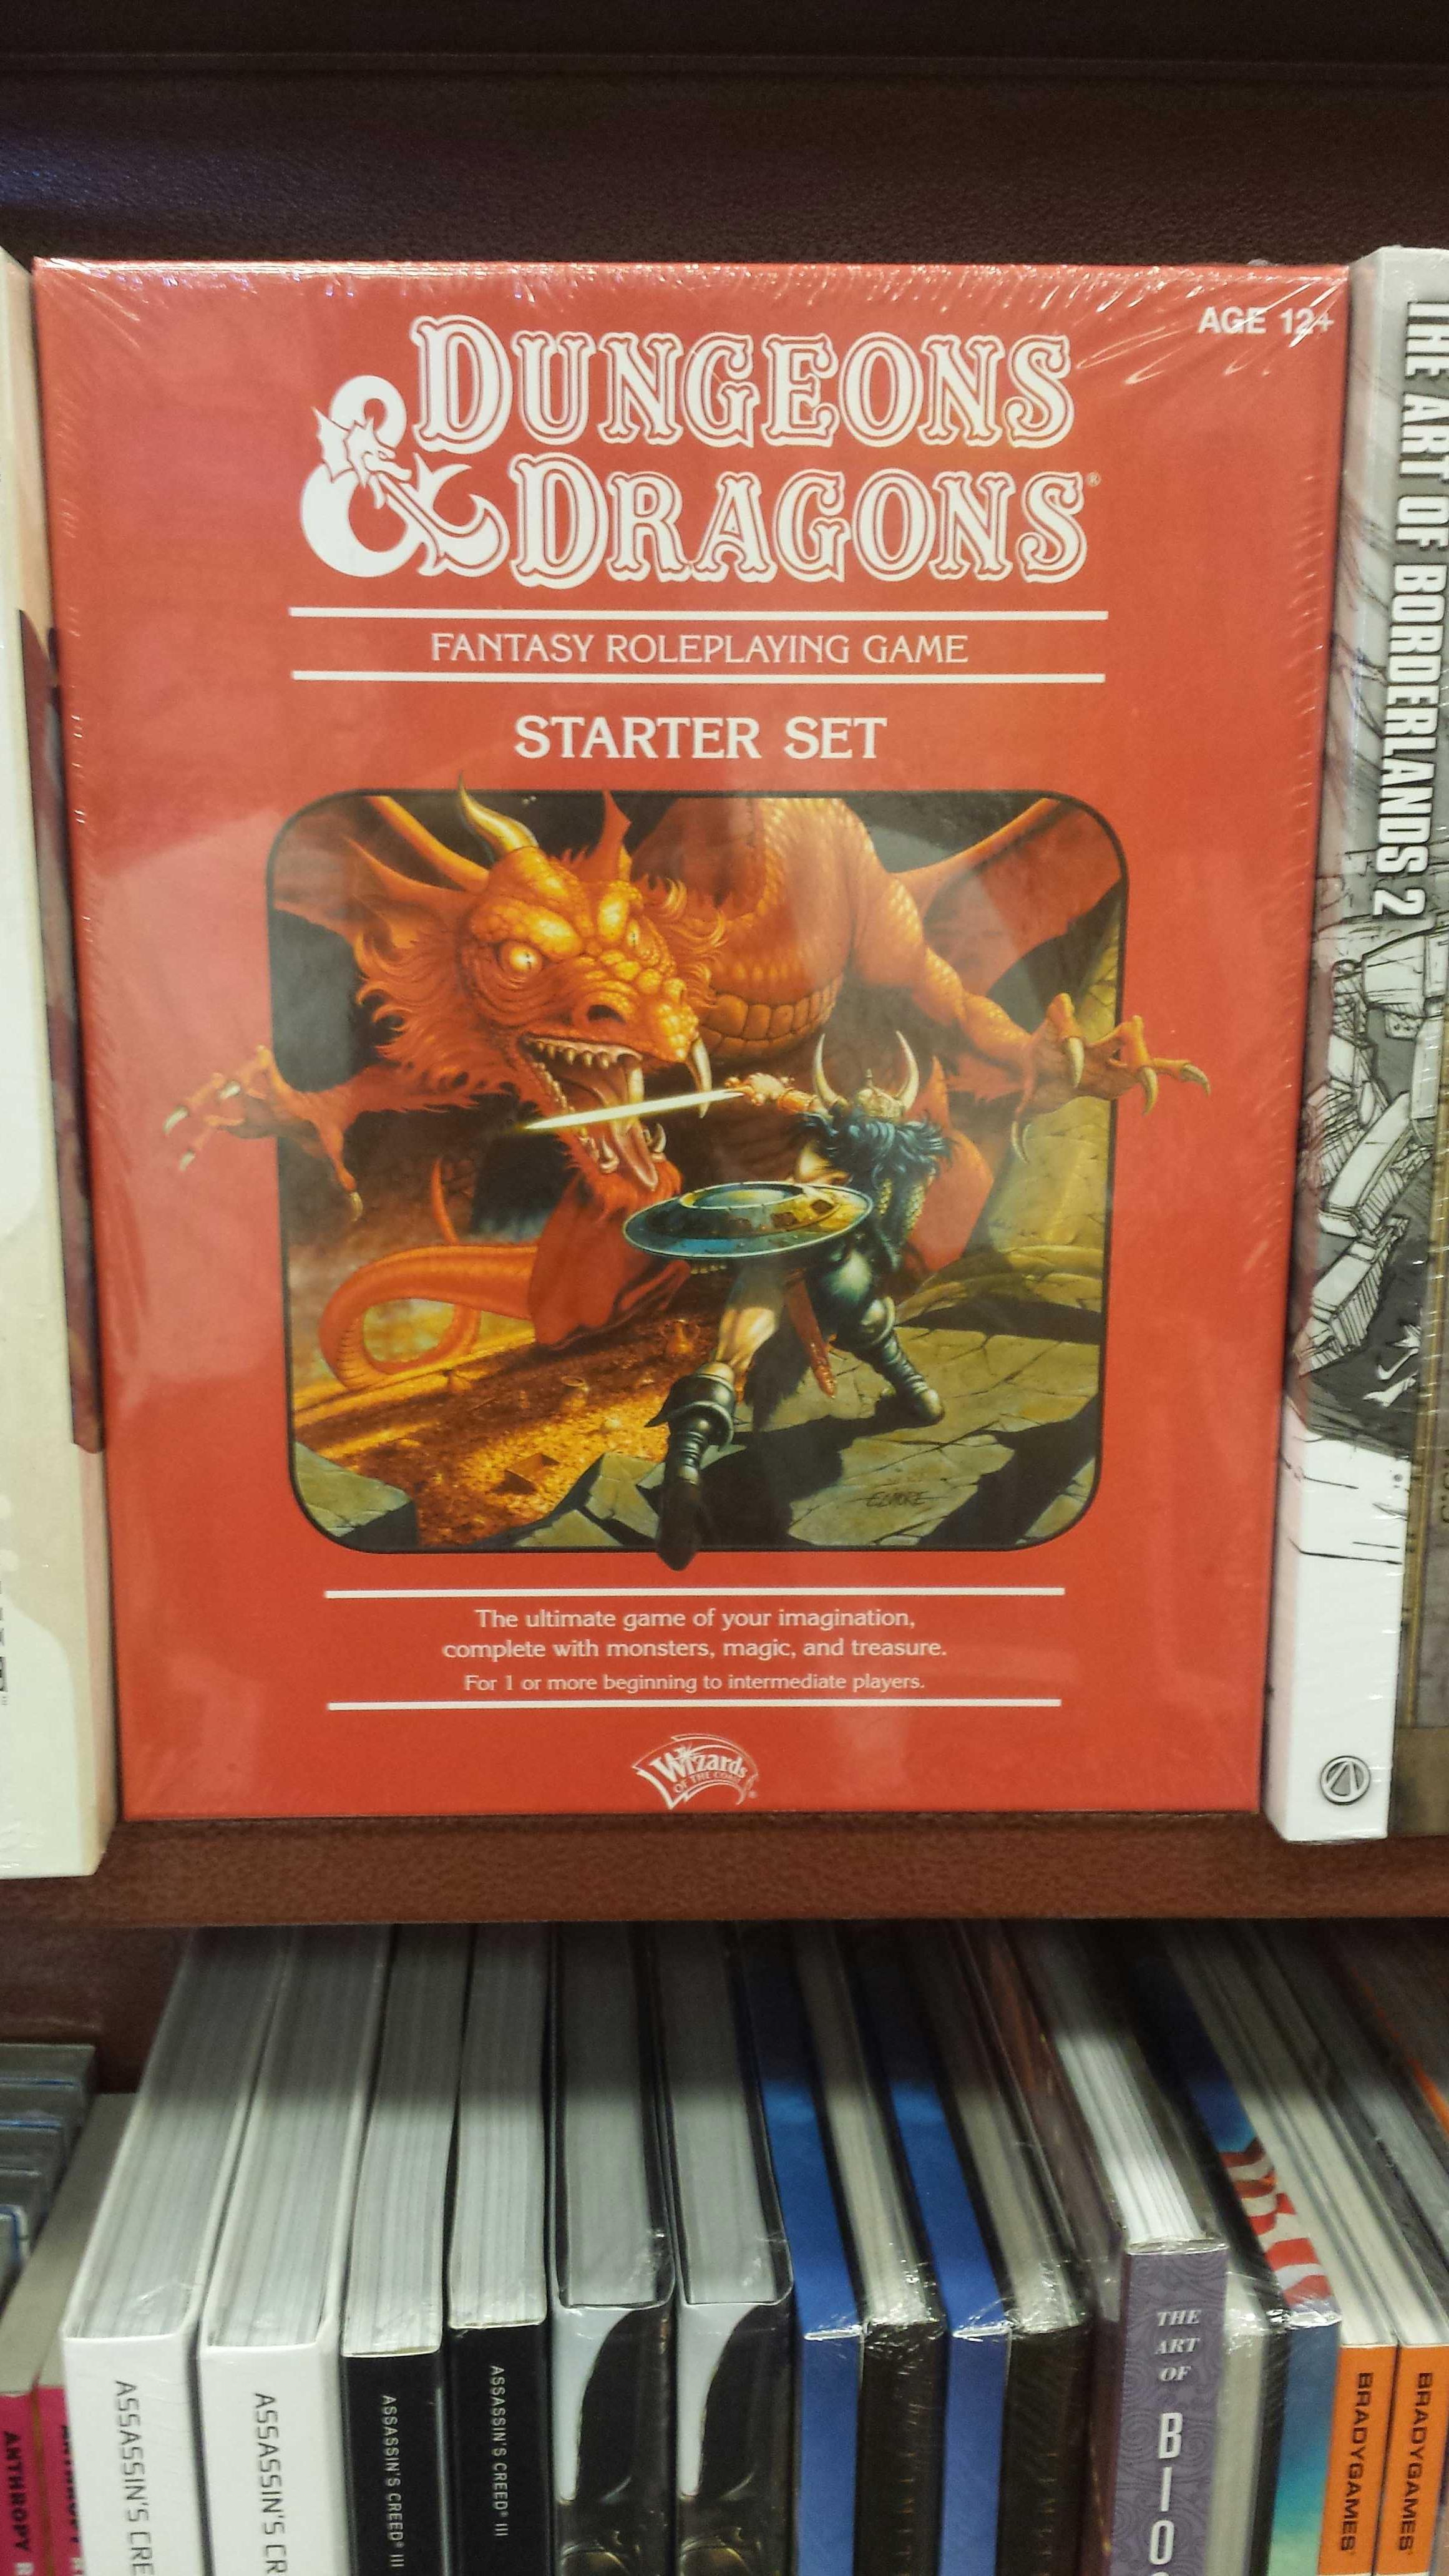 AGE 12+
DUNGEONS
& DRAGONS®
FANTASY ROLEPLAYING GAME
STARTER SET
ELMORE
The ultimate game of your imagination,
complete with monsters, magic, and treasure.
For 1 or more beginning to intermediate players.
Wizards
OF THE COAST
®
THE ART OF BORDERLANDS 2
ANTHROPY
ASSASSIN'S CRE
ASSASSIN'S CR
ASSASSIN'S CREED® III
ASSASSIN'S CREED® III
THE
ART
OF
BIO
BRADYGAMES®
BRADYGAMES®